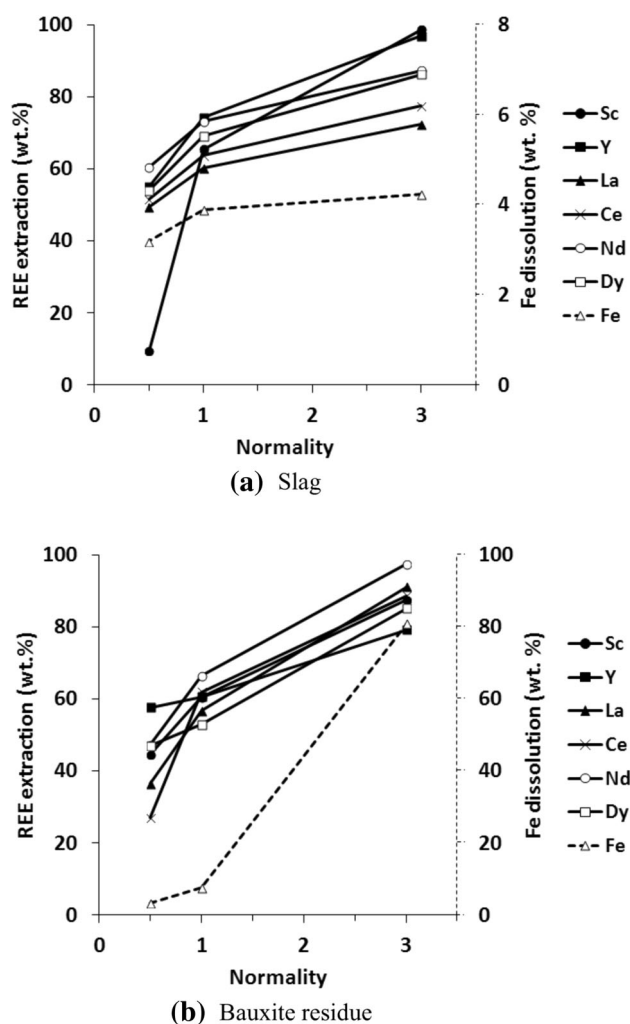 100
80
60
40
20
0
REE extraction (wt.%)
0 1 2 3
Normality
8
6
4
2
0
Fe dissolution (wt.%)
Sc
Y
La
Ce
Nd
Dy
Fe
(a) Slag
100
80
60
40
20
0
REE extraction (wt.%)
0 1 2 3
Normality
100
80
60
40
20
0
Fe dissolution (wt.%)
Sc
Y
La
Ce
Nd
Dy
Fe
(b) Bauxite residue